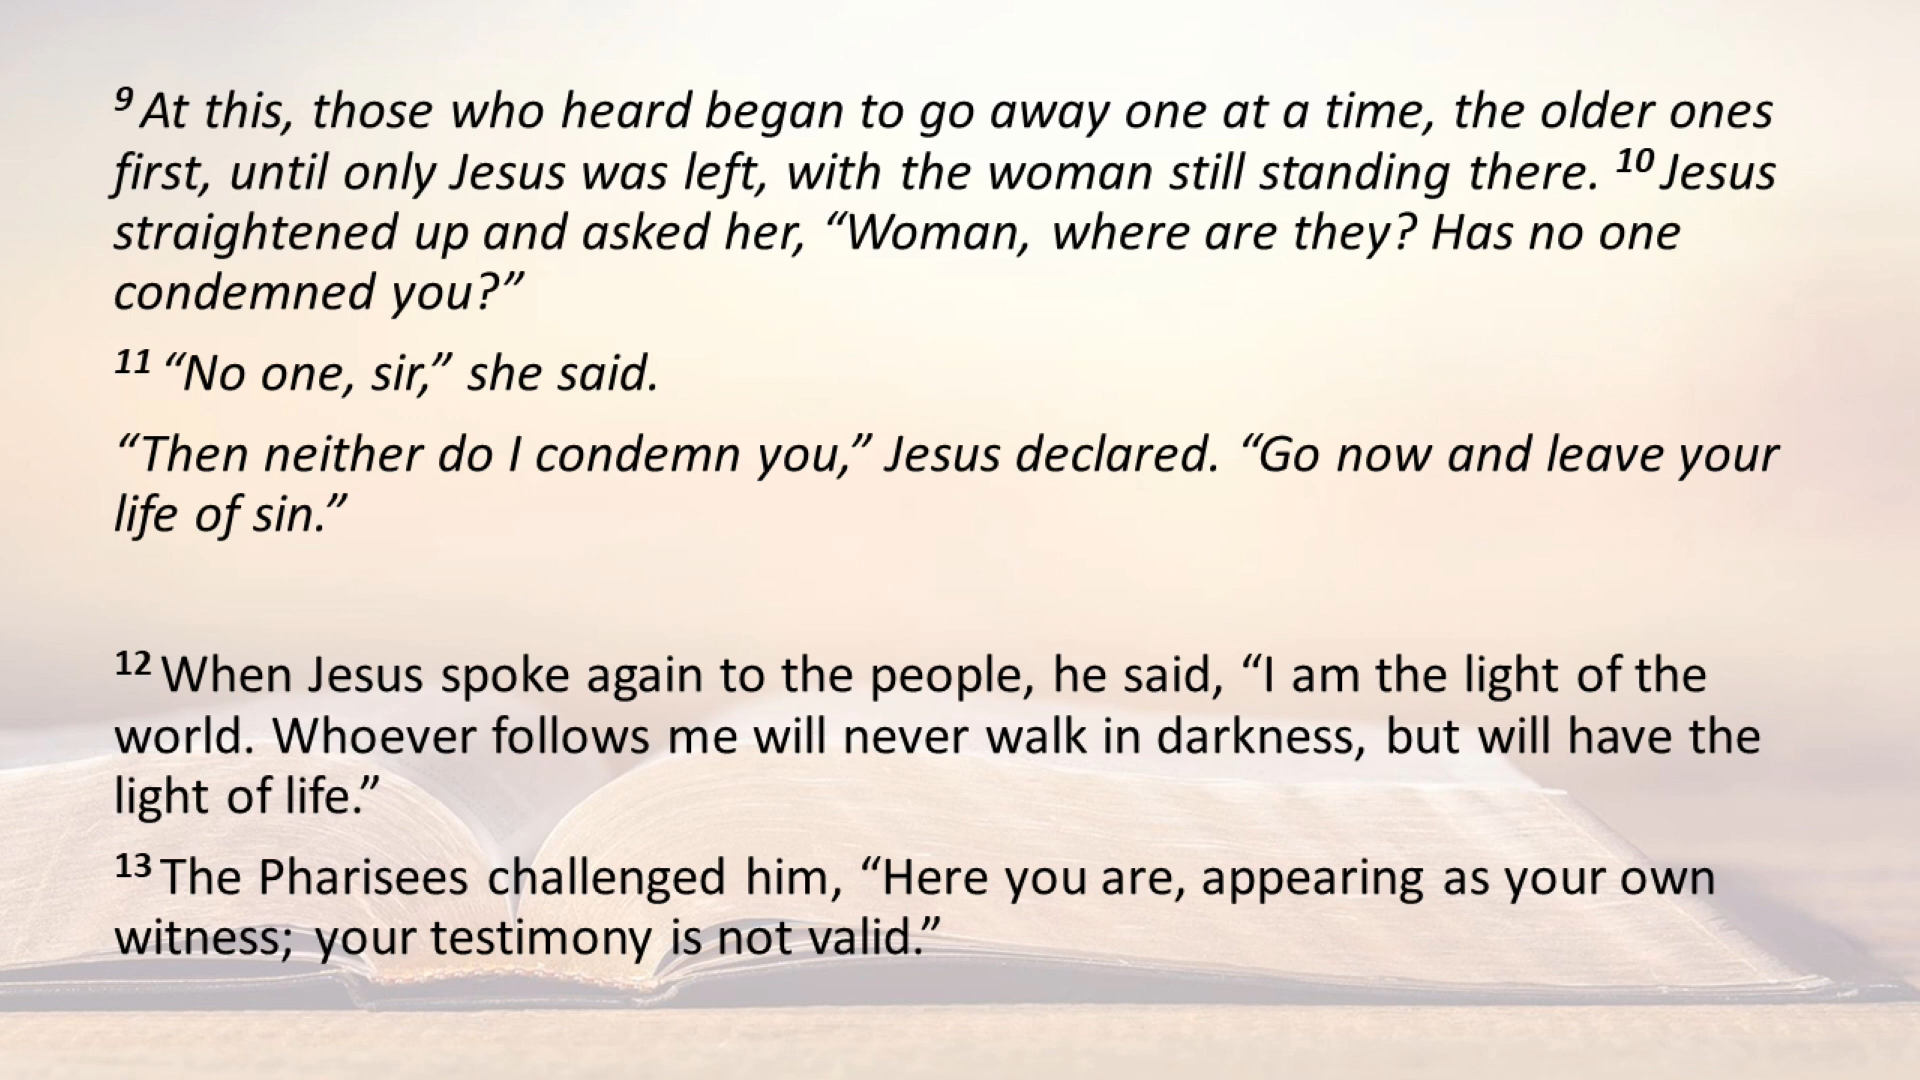 9 At this, those who heard began to go away one at a time, the older ones
first, until only Jesus was left, with the woman still standing there. 10 Jesus
straightened up and asked her, “Woman, where are they? Has no one
condemned you?”
11 “No one, sir,” she said.
“Then neither do I condemn you,” Jesus declared. “Go now and leave your
life of sin.”
12 When Jesus spoke again to the people, he said, “I am the light of the
world. Whoever follows me will never walk in darkness, but will have the
light of life.”
13 The Pharisees challenged him, “Here you are, appearing as your own
witness; your testimony is not valid.”